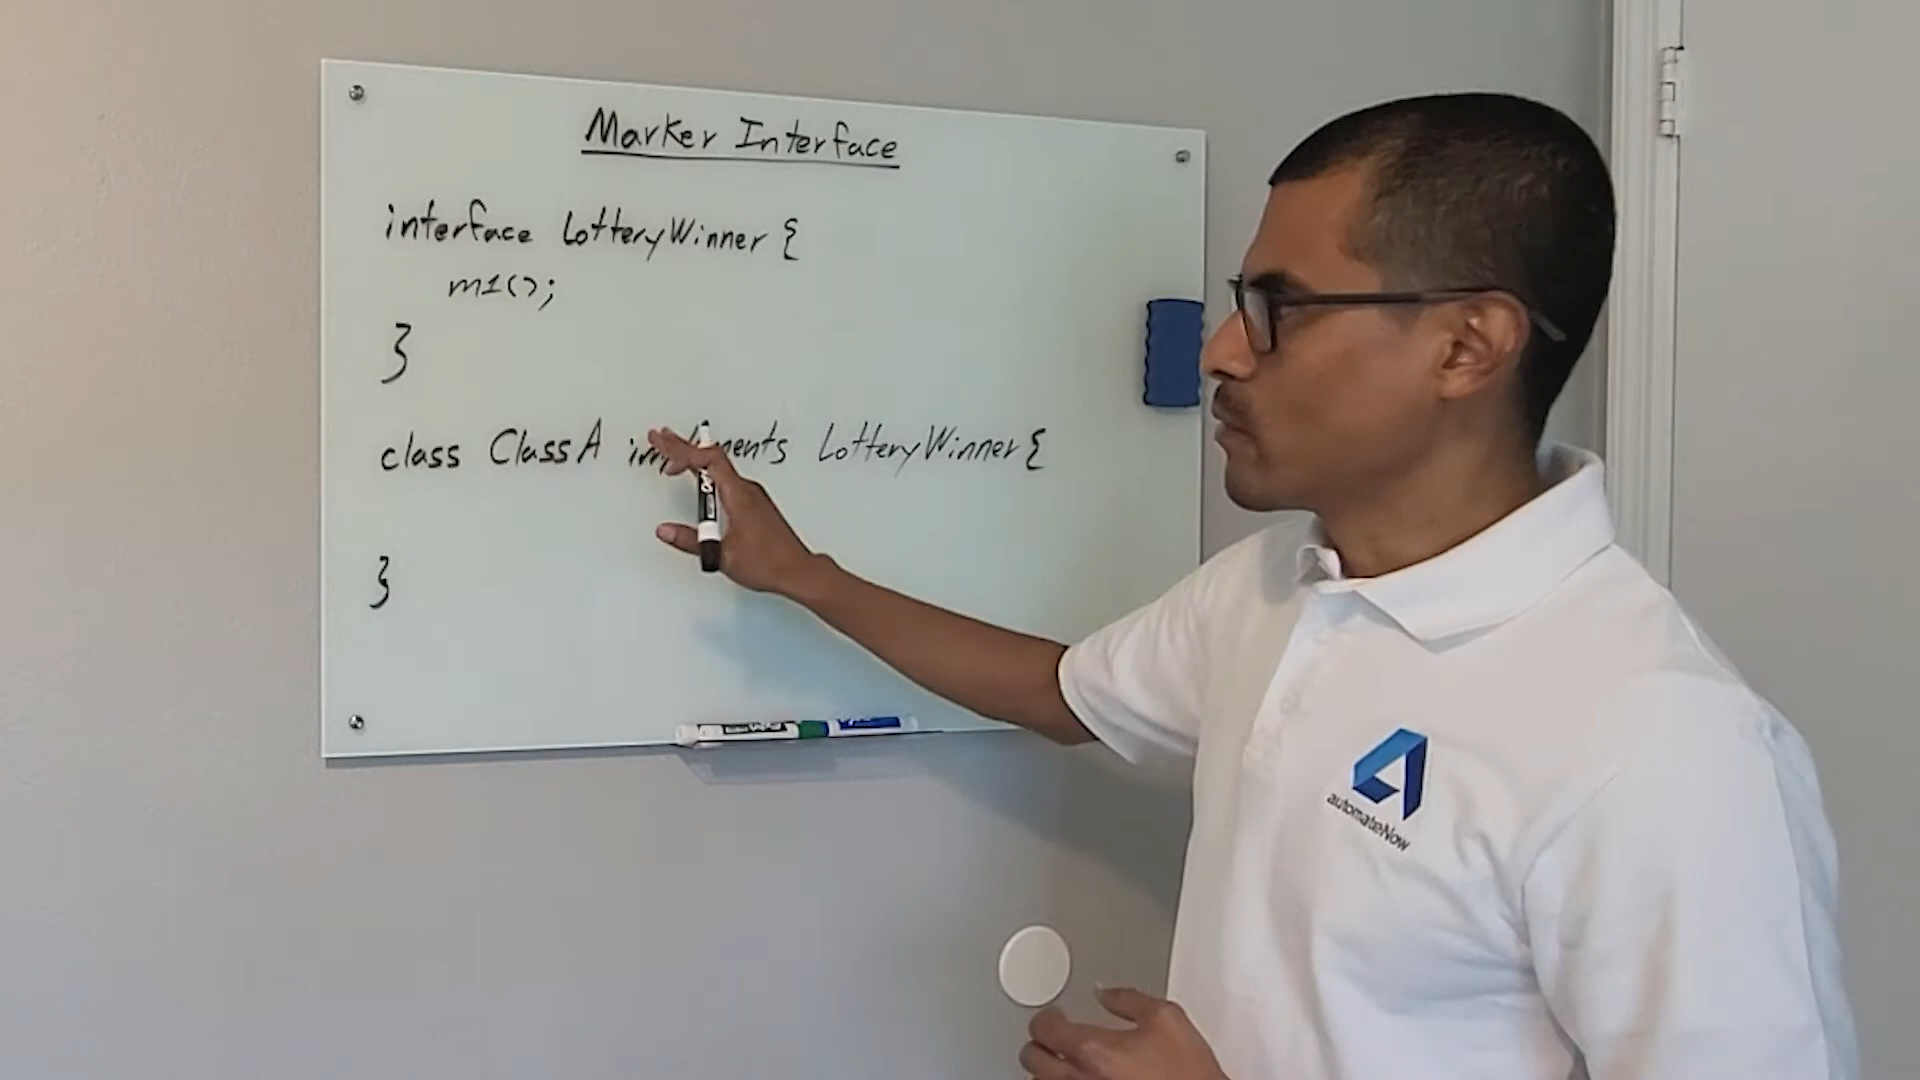 Marker Interface
interface LotteryWinner {
m1();
}
class ClassA LotteryWinner {
}
automateNow